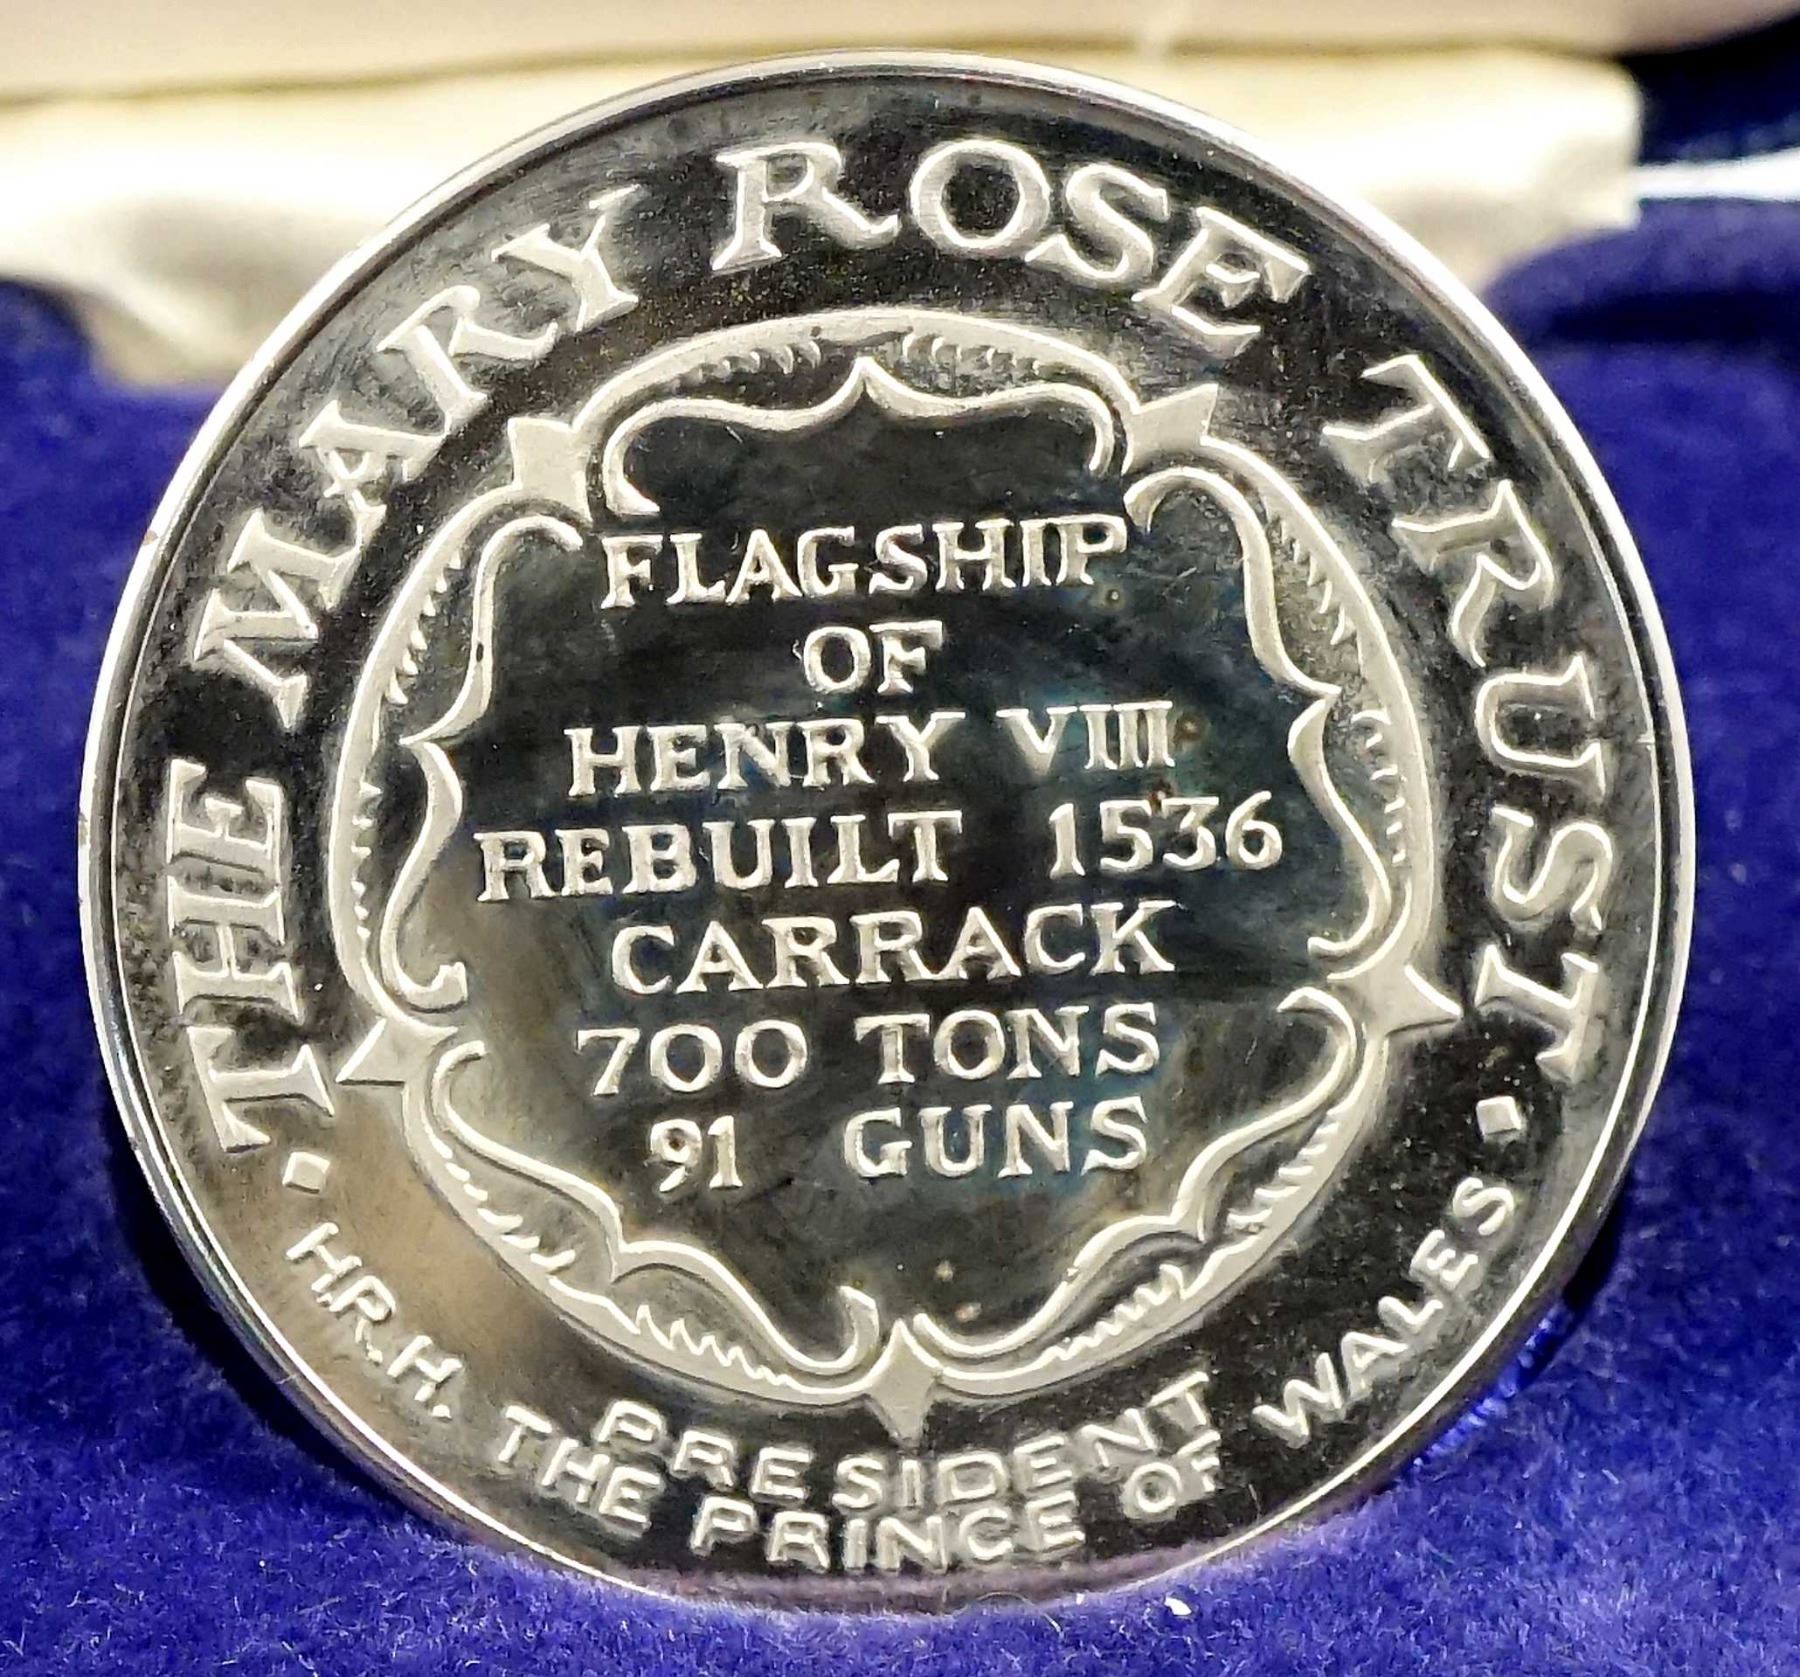 THE MARY ROSE TRUST
FLAGSHIP
OF
HENRY VIII
REBUILT 1536
CARRACK
700 TONS
91 GUNS
PRESIDENT
H.R.H. THE PRINCE OF WALES